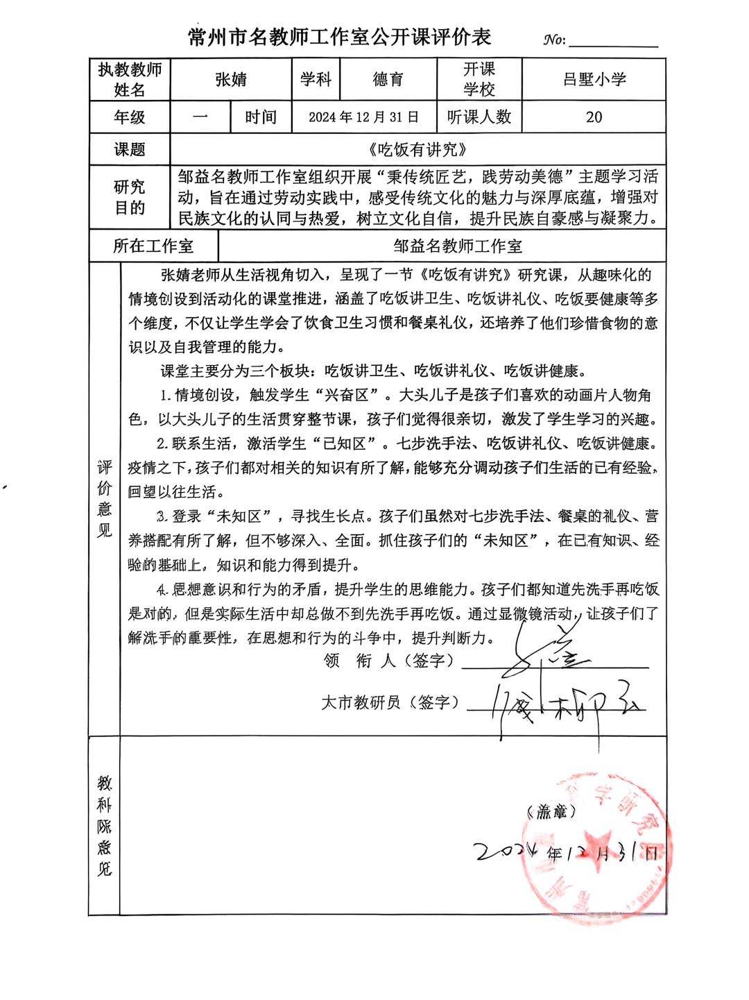 常州市名教师工作室公开课评价表 No:
执教教师姓名 张婧 学科 德育 开课学校 吕墅小学
年级 一 时间 2024年12月31日 听课人数 20
课题 《吃饭有讲究》
研究目的
邹益名教师工作室组织开展“秉传统匠艺，践劳动美德”主题学习活
动，旨在通过劳动实践中，感受传统文化的魅力与深厚底蕴，增强对
民族文化的认同与热爱，树立文化自信，提升民族自豪感与凝聚力。
所在工作室 邹益名教师工作室
评价意见
张婧老师从生活视角切入，呈现了一节《吃饭有讲究》研究课，从趣味化的
情境创设到活动化的课堂推进，涵盖了吃饭讲卫生、吃饭讲礼仪、吃饭要健康等多
个维度，不仅让学生学会了饮食卫生习惯和餐桌礼仪，还培养了他们珍惜食物的意
识以及自我管理的能力。
课堂主要分为三个板块：吃饭讲卫生、吃饭讲礼仪、吃饭讲健康。
1.情境创设，触发学生“兴奋区”。大头儿子是孩子们喜欢的动画片人物角
色，以大头儿子的生活贯穿整节课，孩子们觉得很亲切，激发了学生学习的兴趣。
2.联系生活，激活学生“已知区”。七步洗手法、吃饭讲礼仪、吃饭讲健康。
疫情之下，孩子们都对相关的知识有所了解，能够充分调动孩子们生活的已有经验，
回望以往生活。
3.登录“未知区”，寻找生长点。孩子们虽然对七步洗手法、餐桌的礼仪、营
养搭配有所了解，但不够深入、全面。抓住孩子们的“未知区”，在已有知识、经
验的基础上，知识和能力得到提升。
4.思想意识和行为的矛盾，提升学生的思维能力。孩子们都知道先洗手再吃饭
是对的，但是实际生活中却总做不到先洗手再吃饭。通过显微镜活动，让孩子们了
解洗手的重要性，在思想和行为的斗争中，提升判断力。
领 衔 人（签字）
大市教研员（签字）
教科院意见
（盖章）
2024年12月31日